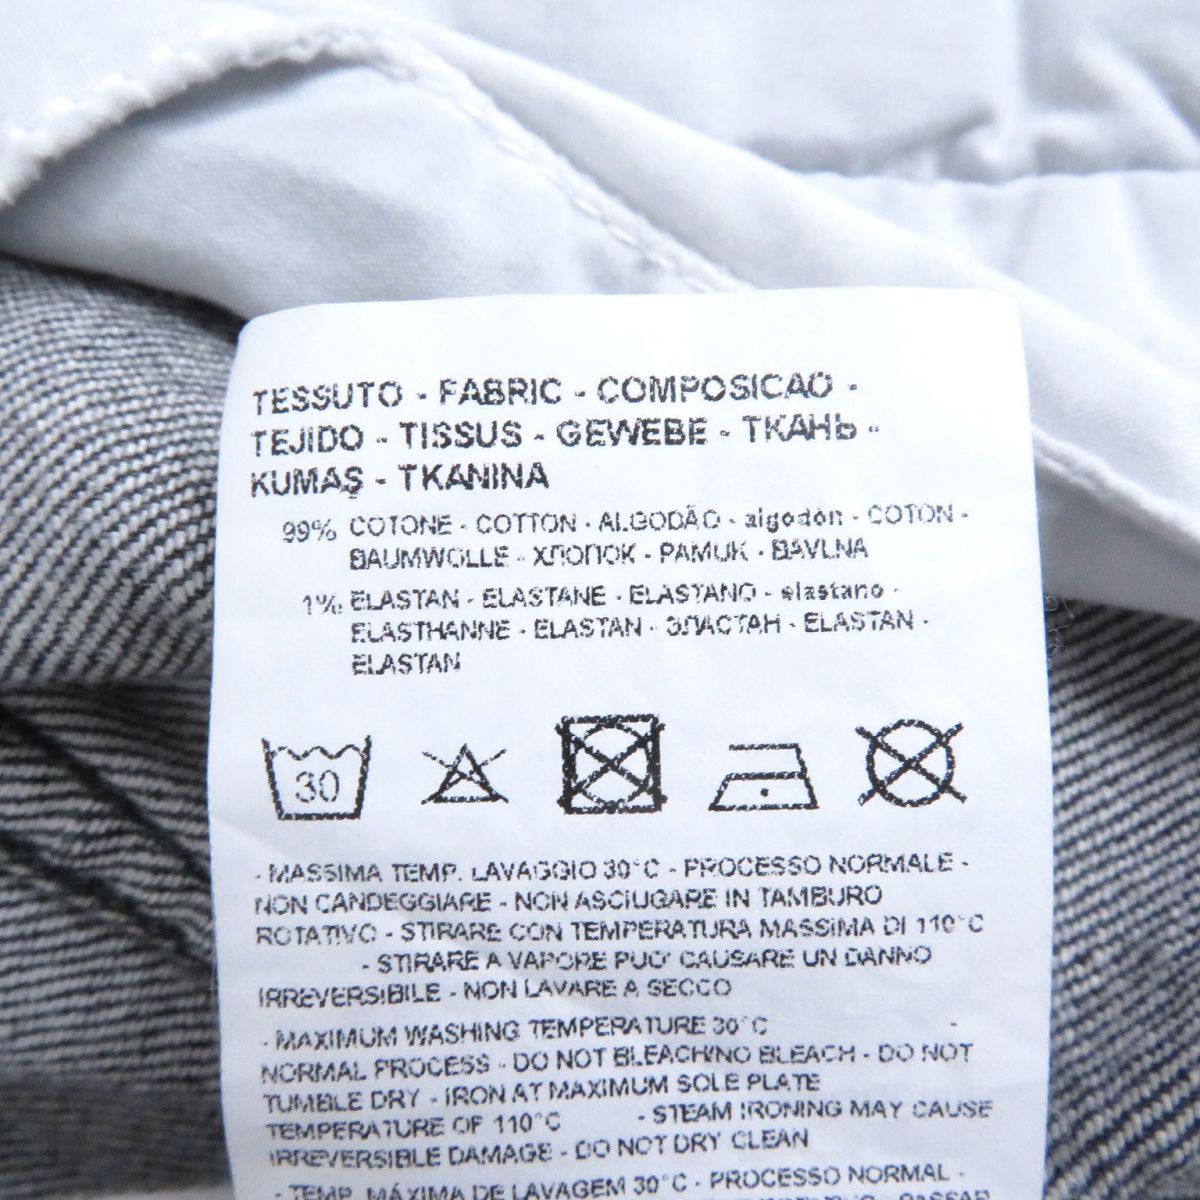 TESSUTO - FABRIC - COMPOSICAO -
TEJIDO - TISSUS - GEWEBE - ТКАНЬ -
KUMAŞ - TKANINA
99% COTONE - COTTON - ALGODÃO - algodón - COTON -
BAUMWOLLE - ХЛОПОК - PAMUK - BAVLNA
1% ELASTAN - ELASTANE - ELASTANO - elastano -
ELASTHANNE - ELASTAN - ЭЛАСТАН - ELASTAN -
ELASTAN
30
- MASSIMA TEMP. LAVAGGIO 30°C - PROCESSO NORMALE -
NON CANDEGGIARE - NON ASCIUGARE IN TAMBURO
ROTATIVO - STIRARE CON TEMPERATURA MASSIMA DI 110°C
- STIRARE A VAPORE PUO' CAUSARE UN DANNO
IRREVERSIBILE - NON LAVARE A SECCO
- MAXIMUM WASHING TEMPERATURE 30°C -
NORMAL PROCESS - DO NOT BLEACH/NO BLEACH - DO NOT
TUMBLE DRY - IRON AT MAXIMUM SOLE PLATE
TEMPERATURE OF 110°C - STEAM IRONING MAY CAUSE
IRREVERSIBLE DAMAGE - DO NOT DRY CLEAN
- TEMP. MÁXIMA DE LAVAGEM 30°C - PROCESSO NORMAL -